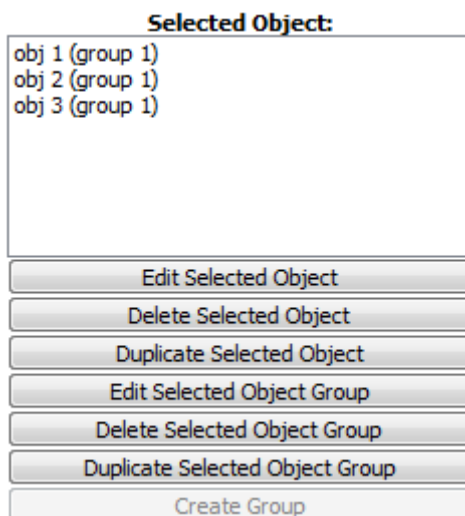 Selected Object:
obj 1 (group 1)
obj 2 (group 1)
obj 3 (group 1)
Edit Selected Object
Delete Selected Object
Duplicate Selected Object
Edit Selected Object Group
Delete Selected Object Group
Duplicate Selected Object Group
Create Group